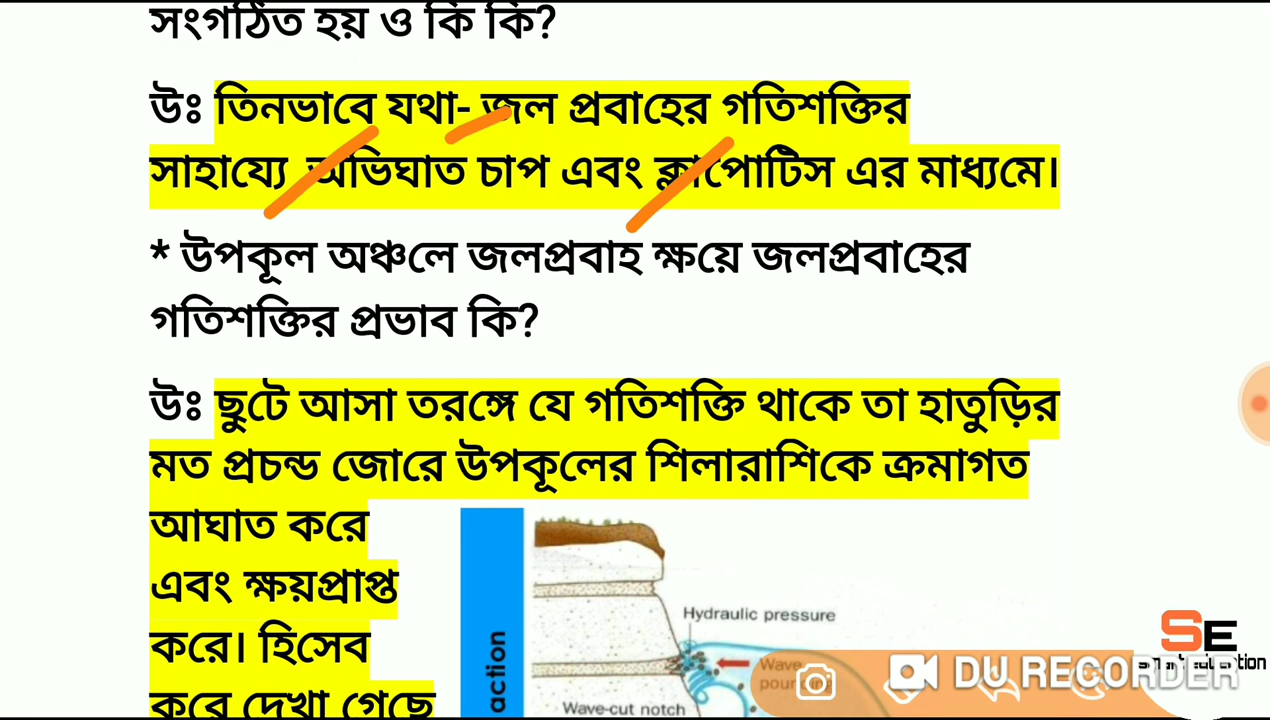 সংগঠিত হয় ও কি কি?
উঃ তিনভাবে যথা- জল প্রবাহের গতিশক্তির
সাহায্যে অভিঘাত চাপ এবং ক্লাপোটিস এর মাধ্যমে।
* উপকূল অঞ্চলে জলপ্রবাহ ক্ষয়ে জলপ্রবাহের
গতিশক্তির প্রভাব কি?
উঃ ছুটে আসা তরঙ্গে যে গতিশক্তি থাকে তা হাতুড়ির
মত প্রচন্ড জোরে উপকূলের শিলারাশিকে ক্রমাগত
আঘাত করে
এবং ক্ষয়প্রাপ্ত
করে। হিসেব
করে দেখা গেছে
action
Hydraulic pressure
Wave
Wave-cut notch
SE
DU RECORDER